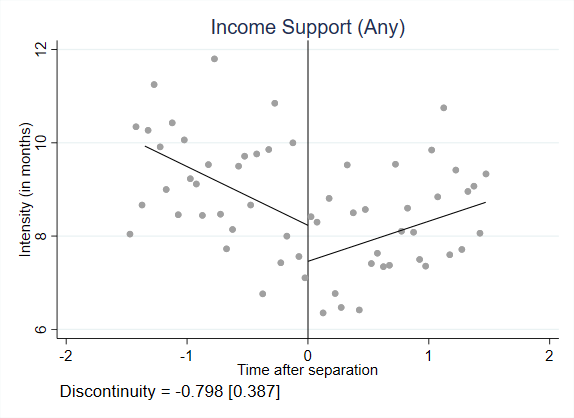 Income Support (Any)
Intensity (in months)
12
10
8
6
-2 -1 0 1 2
Time after separation
Discontinuity = -0.798 [0.387]